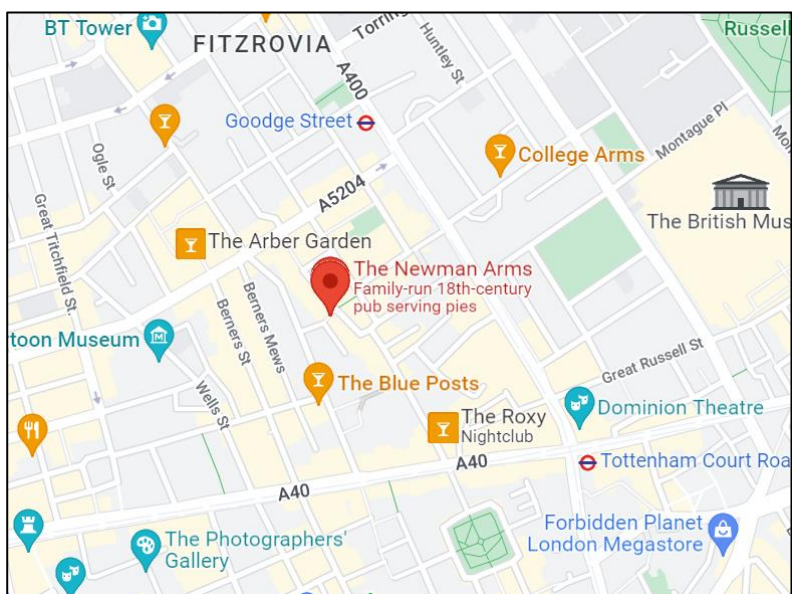 BT Tower
FITZROVIA
Torring
Huntley St
Russell
A400
Goodge Street
Ogle St
College Arms
Montague Pl
Mon
A5204
Great Titchfield St.
The British Mus
The Arber Garden
The Newman Arms
Family-run 18th-century
pub serving pies
Berners St
Berners Mews
toon Museum
Wells St
The Blue Posts
Great Russell St
Dominion Theatre
The Roxy
Nightclub
A40
A40
Tottenham Court Roa
The Photographers'
Gallery
Forbidden Planet
London Megastore